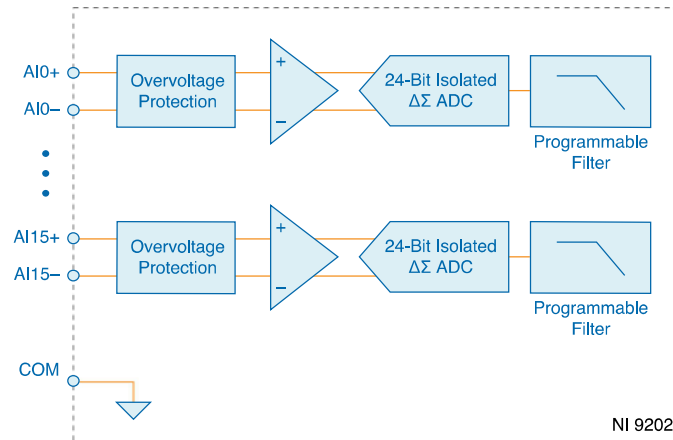 AI0+
AI0–
Overvoltage
Protection
+
–
24-Bit Isolated
ΔΣ ADC
Programmable
Filter
AI15+
AI15–
Overvoltage
Protection
+
–
24-Bit Isolated
ΔΣ ADC
Programmable
Filter
COM
NI 9202